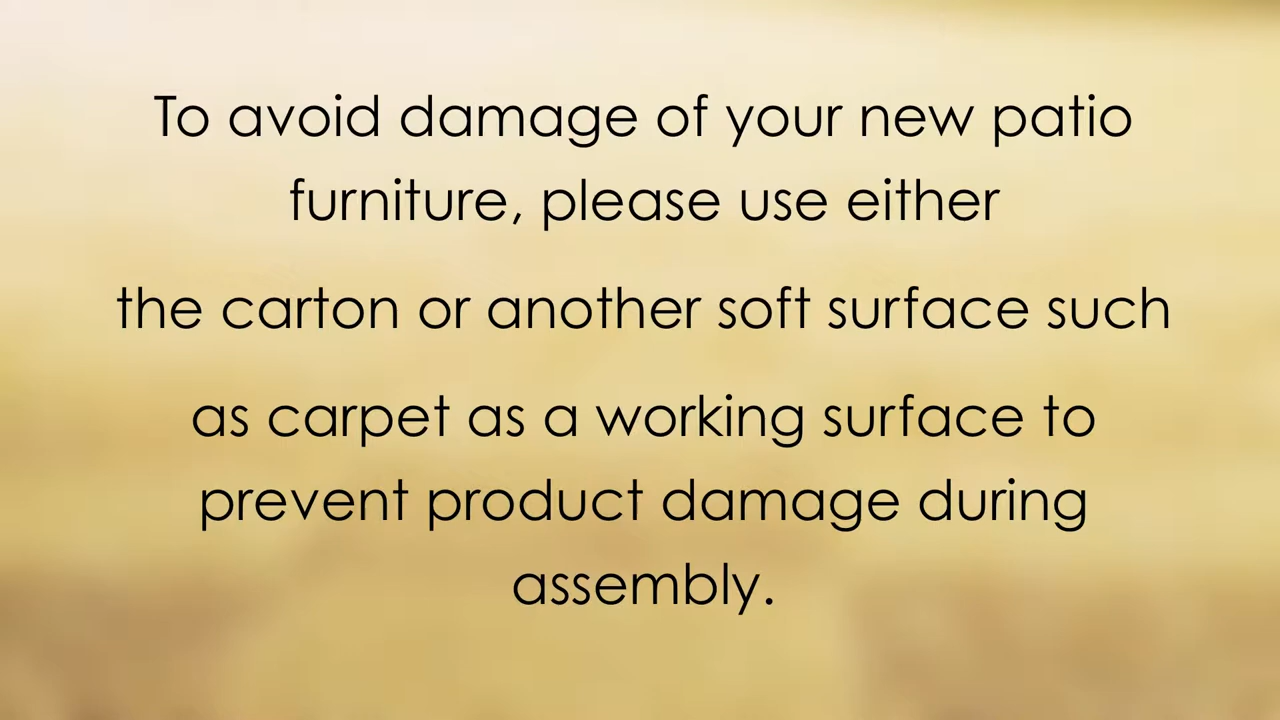 To avoid damage of your new patio
furniture, please use either
the carton or another soft surface such
as carpet as a working surface to
prevent product damage during
assembly.